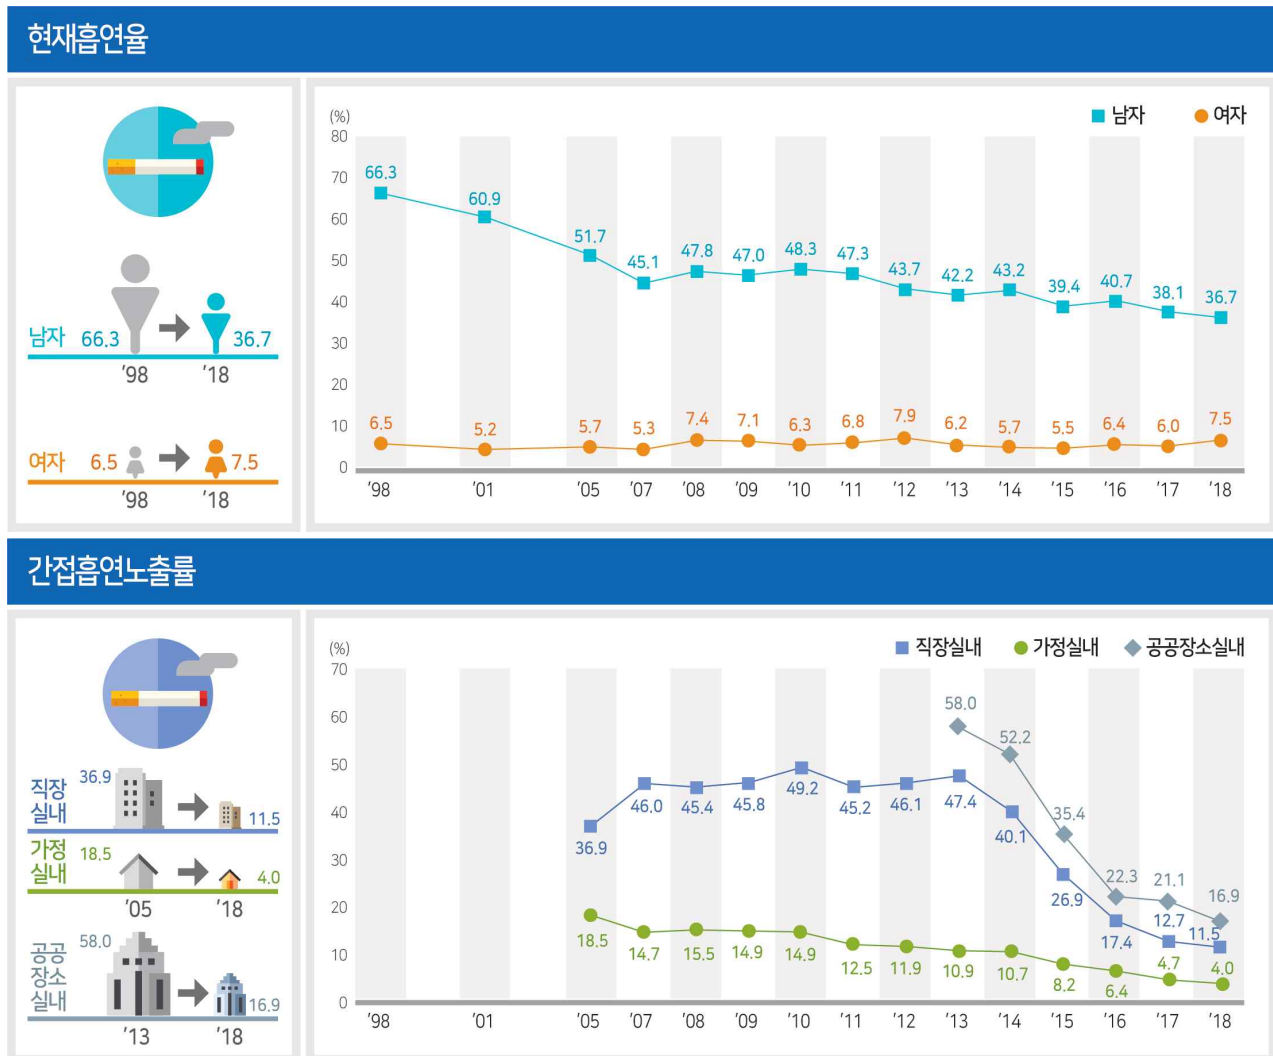 현재흡연율
남자 66.3 36.7
'98 '18
여자 6.5 7.5
'98 '18
(%)
남자 여자
80
70
60
50
40
30
20
10
0
66.3 60.9 51.7 45.1 47.8 47.0 48.3 47.3 43.7 42.2 43.2 39.4 40.7 38.1 36.7
6.5 5.2 5.7 5.3 7.4 7.1 6.3 6.8 7.9 6.2 5.7 5.5 6.4 6.0 7.5
'98 '01 '05 '07 '08 '09 '10 '11 '12 '13 '14 '15 '16 '17 '18
간접흡연노출률
직장
실내
36.9 11.5
가정
실내
18.5 4.0
'05 '18
공공
장소
실내
58.0 16.9
'13 '18
(%)
직장실내 가정실내 공공장소실내
70
60
50
40
30
20
10
0
58.0 52.2 35.4 22.3 21.1 16.9
36.9 46.0 45.4 45.8 49.2 45.2 46.1 47.4 40.1 26.9 17.4 12.7 11.5
18.5 14.7 15.5 14.9 14.9 12.5 11.9 10.9 10.7 8.2 6.4 4.7 4.0
'98 '01 '05 '07 '08 '09 '10 '11 '12 '13 '14 '15 '16 '17 '18